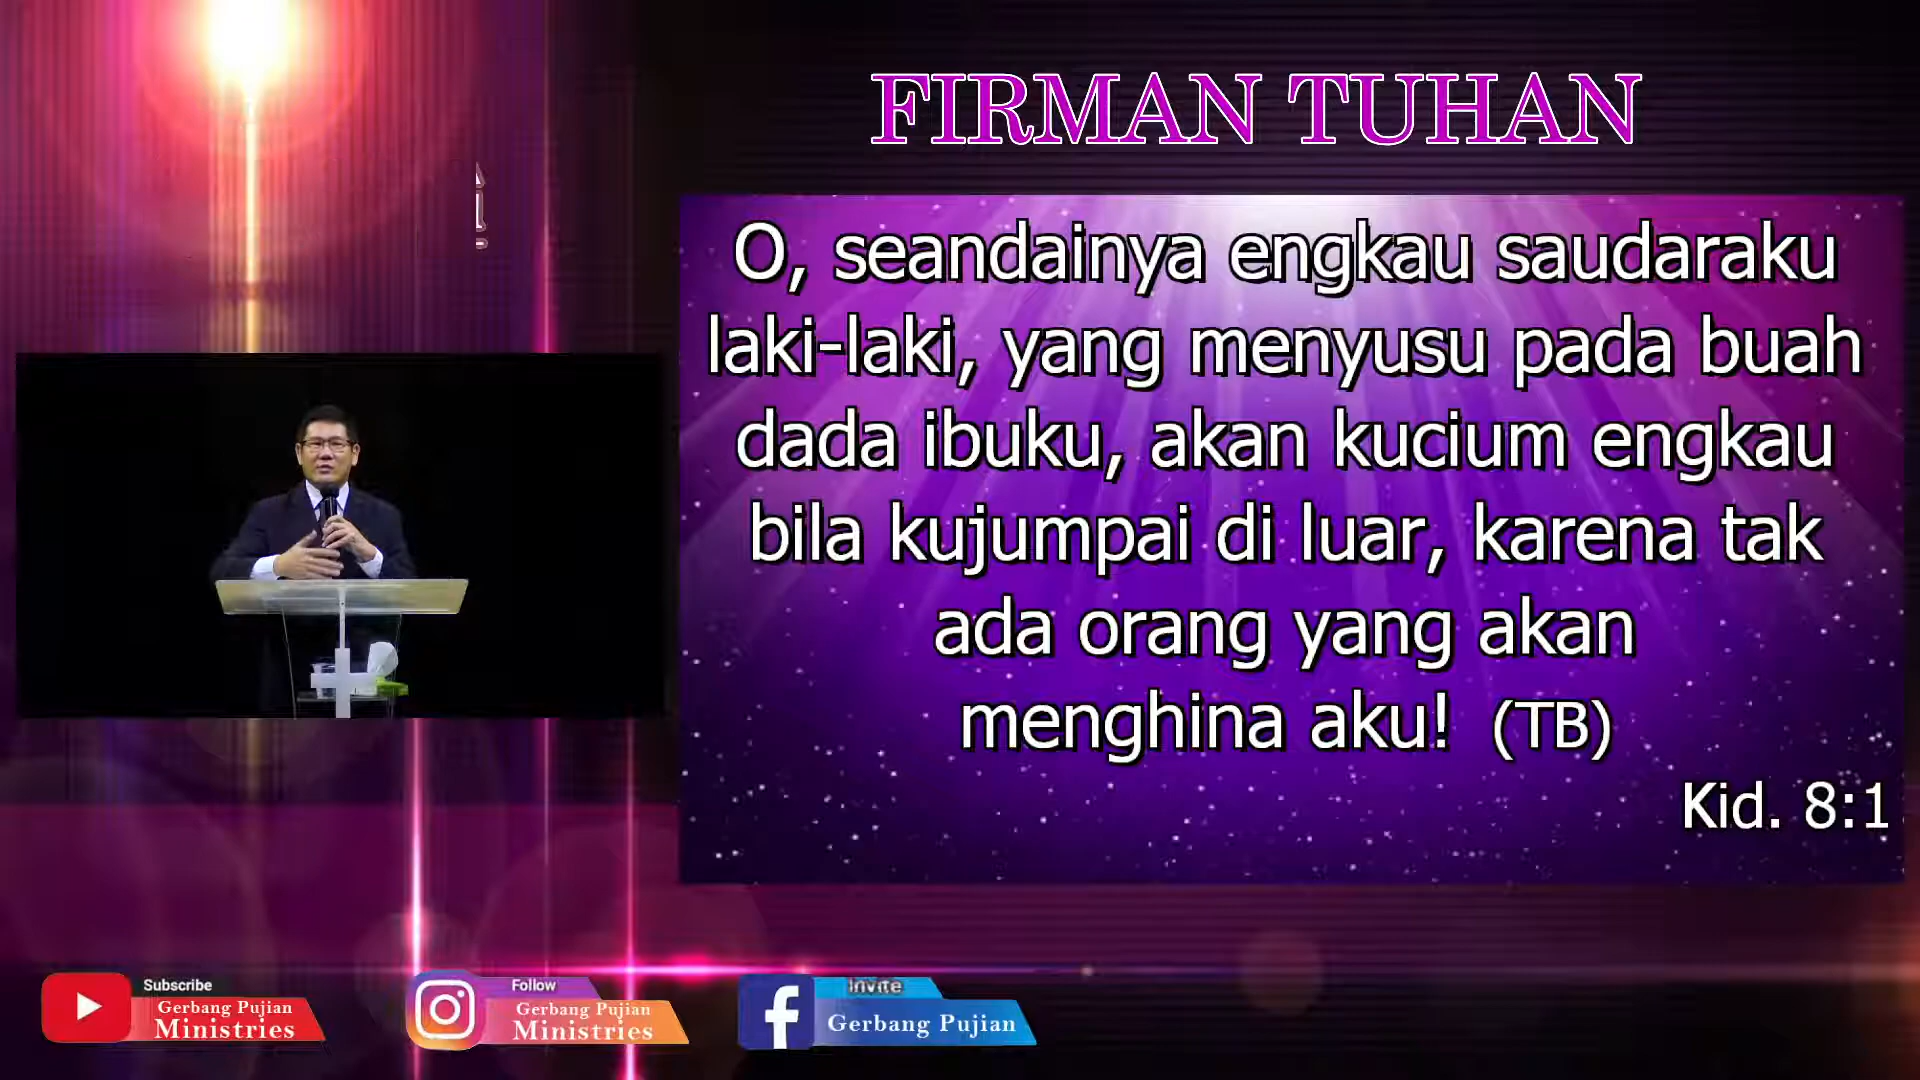 FIRMAN TUHAN
O, seandainya engkau saudaraku
laki-laki, yang menyusu pada buah
dada ibuku, akan kucium engkau
bila kujumpai di luar, karena tak
ada orang yang akan
menghina aku! (TB)
Kid. 8:1
Subscribe
Gerbang Pujian
Ministries
Follow
Gerbang Pujian
Ministries
Invite
Gerbang Pujian